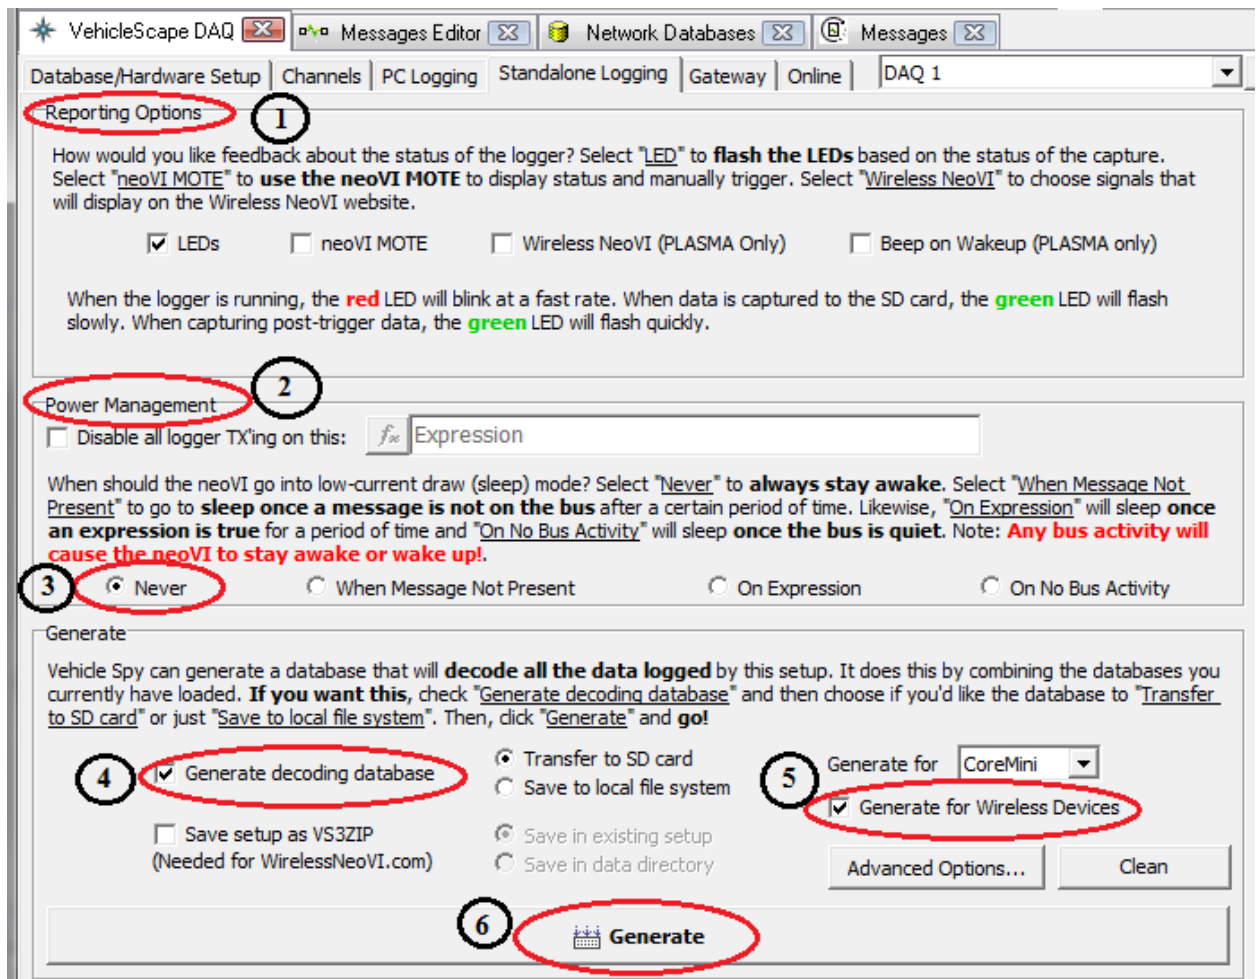 VehicleScape DAQ Messages Editor Network Databases Messages
Database/Hardware Setup Channels PC Logging Standalone Logging Gateway Online DAQ 1
Reporting Options
1
How would you like feedback about the status of the logger? Select "LED" to flash the LEDs based on the status of the capture.
Select "neoVI MOTE" to use the neoVI MOTE to display status and manually trigger. Select "Wireless NeoVI" to choose signals that
will display on the Wireless NeoVI website.
LEDs neoVI MOTE Wireless NeoVI (PLASMA Only) Beep on Wakeup (PLASMA only)
When the logger is running, the red LED will blink at a fast rate. When data is captured to the SD card, the green LED will flash
slowly. When capturing post-trigger data, the green LED will flash quickly.
2
Power Management
Disable all logger TX'ing on this: fx Expression
When should the neoVI go into low-current draw (sleep) mode? Select "Never" to always stay awake. Select "When Message Not
Present" to go to sleep once a message is not on the bus after a certain period of time. Likewise, "On Expression" will sleep once
an expression is true for a period of time and "On No Bus Activity" will sleep once the bus is quiet. Note: Any bus activity will
cause the neoVI to stay awake or wake up!.
3 Never When Message Not Present On Expression On No Bus Activity
Generate
Vehicle Spy can generate a database that will decode all the data logged by this setup. It does this by combining the databases you
currently have loaded. If you want this, check "Generate decoding database" and then choose if you'd like the database to "Transfer
to SD card" or just "Save to local file system". Then, click "Generate" and go!
4 Generate decoding database Transfer to SD card Generate for CoreMini
Save to local file system 5 Generate for Wireless Devices
Save setup as VS3ZIP Save in existing setup
(Needed for WirelessNeoVI.com) Save in data directory Advanced Options... Clean
6 Generate